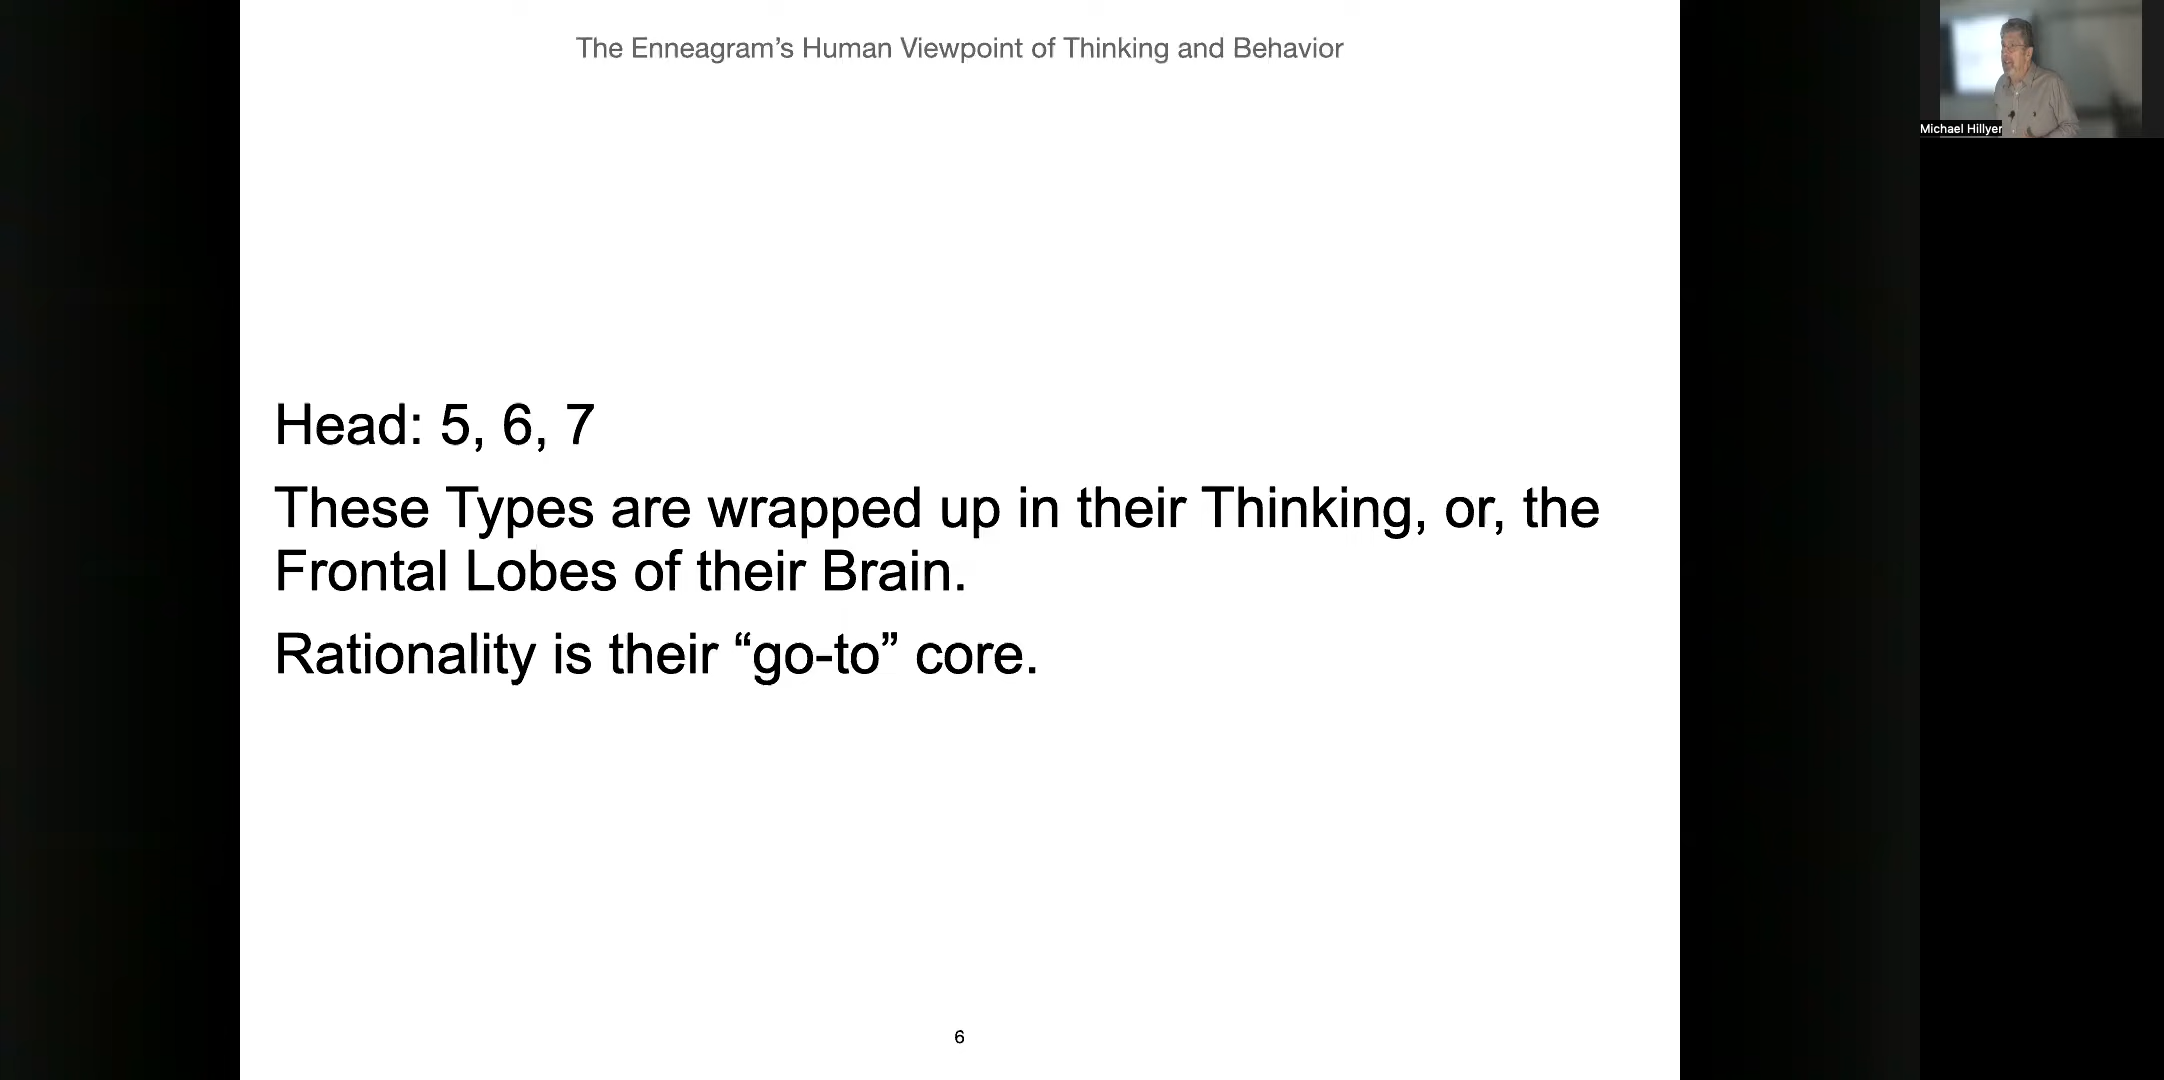 The Enneagram’s Human Viewpoint of Thinking and Behavior
Michael Hillyer
Head: 5, 6, 7
These Types are wrapped up in their Thinking, or, the
Frontal Lobes of their Brain.
Rationality is their “go-to” core.
6